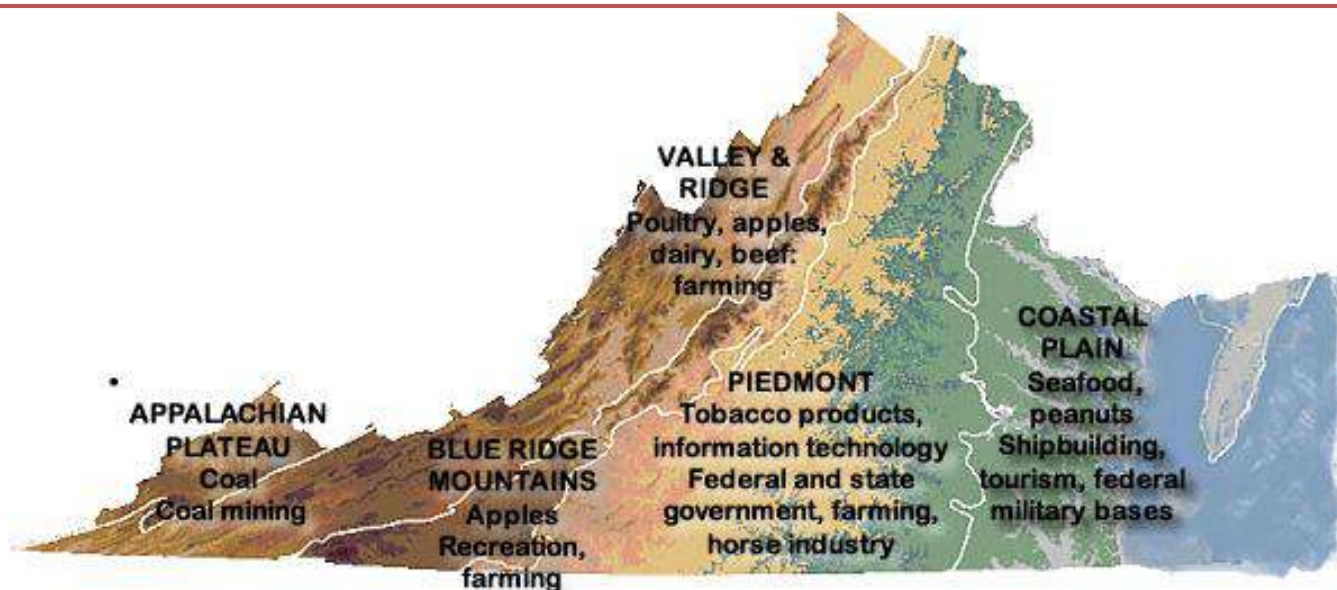 VALLEY &
RIDGE
Poultry, apples,
dairy, beef:
farming
APPALACHIAN
PLATEAU
Coal
Coal mining
BLUE RIDGE
MOUNTAINS
Apples
Recreation,
farming
PIEDMONT
Tobacco products,
information technology
Federal and state
government, farming,
horse industry
COASTAL
PLAIN
Seafood,
peanuts
Shipbuilding,
tourism, federal
military bases